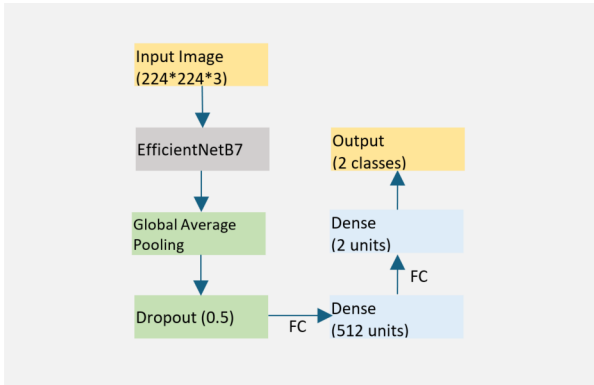 Input Image
(224*224*3)
EfficientNetB7
Global Average
Pooling
Dropout (0.5)
FC
Dense
(512 units)
FC
Dense
(2 units)
Output
(2 classes)